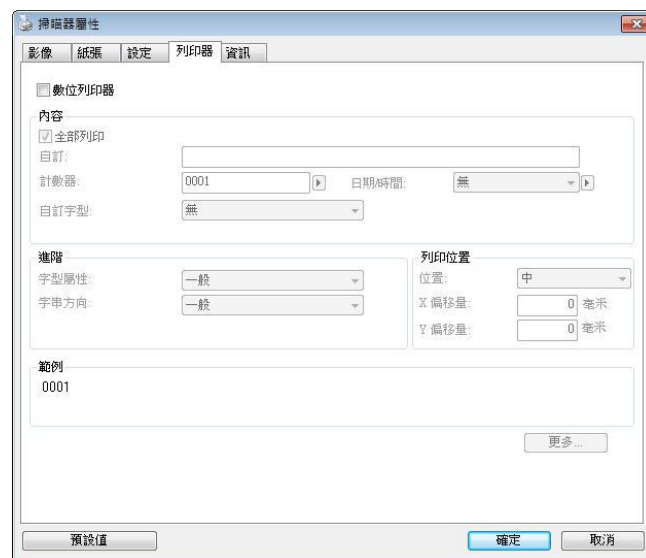 掃瞄器屬性
影像 紙張 設定 列印器 資訊
數位列印器
內容
全部列印
自訂:
計數器: 0001 日期/時間: 無
自訂字型: 無
進階
字型屬性: 一般
字串方向: 一般
列印位置
位置: 中
X 偏移量: 0 毫米
Y 偏移量: 0 毫米
範例
0001
更多...
預設值 確定 取消